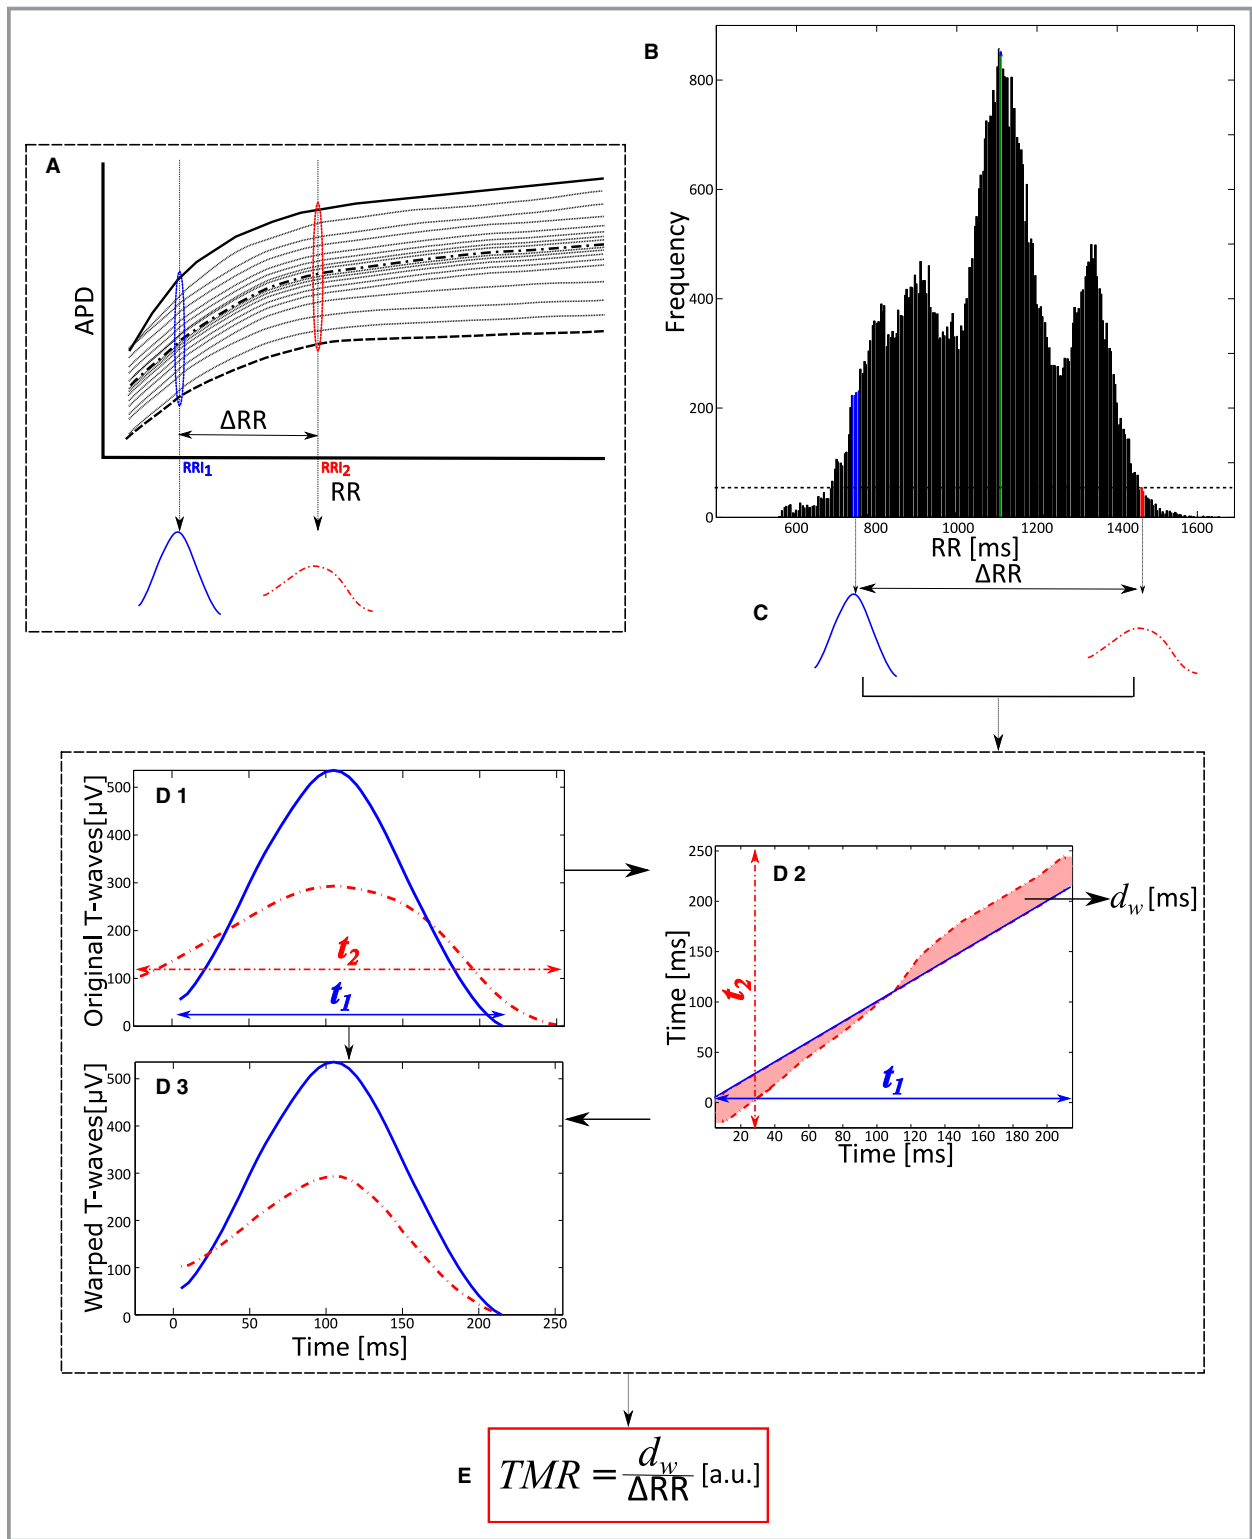 A
APD
ΔRR
RRI1
RRI2
RR
B
Frequency
800
600
400
200
0
600
800
1000
1200
1400
1600
RR [ms]
ΔRR
C
D 1
Original T-waves[µV]
500
400
300
200
100
0
t2
t1
D 2
Time [ms]
250
200
150
100
50
0
t2
t1
dw [ms]
20
40
60
80
100
120
140
160
180
200
Time [ms]
D 3
Warped T-waves[µV]
500
400
300
200
100
0
0
50
100
150
200
250
Time [ms]
E
TMR = dw/ΔRR [a.u.]